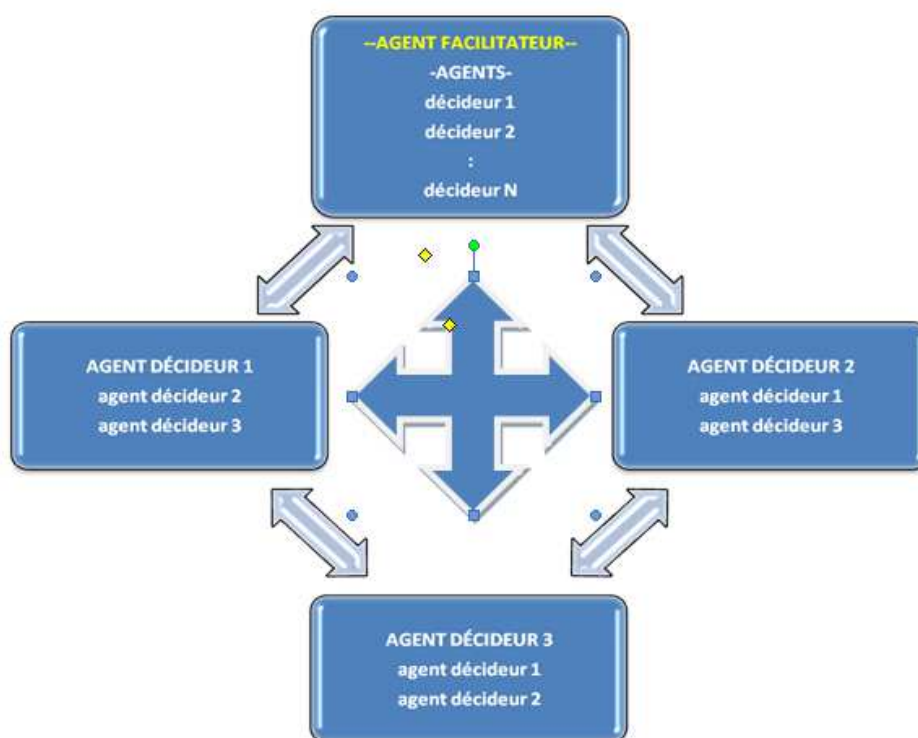 --AGENT FACILITATEUR--
-AGENTS-
décideur 1
décideur 2
:
décideur N
AGENT DÉCIDEUR 1
agent décideur 2
agent décideur 3
AGENT DÉCIDEUR 2
agent décideur 1
agent décideur 3
AGENT DÉCIDEUR 3
agent décideur 1
agent décideur 2